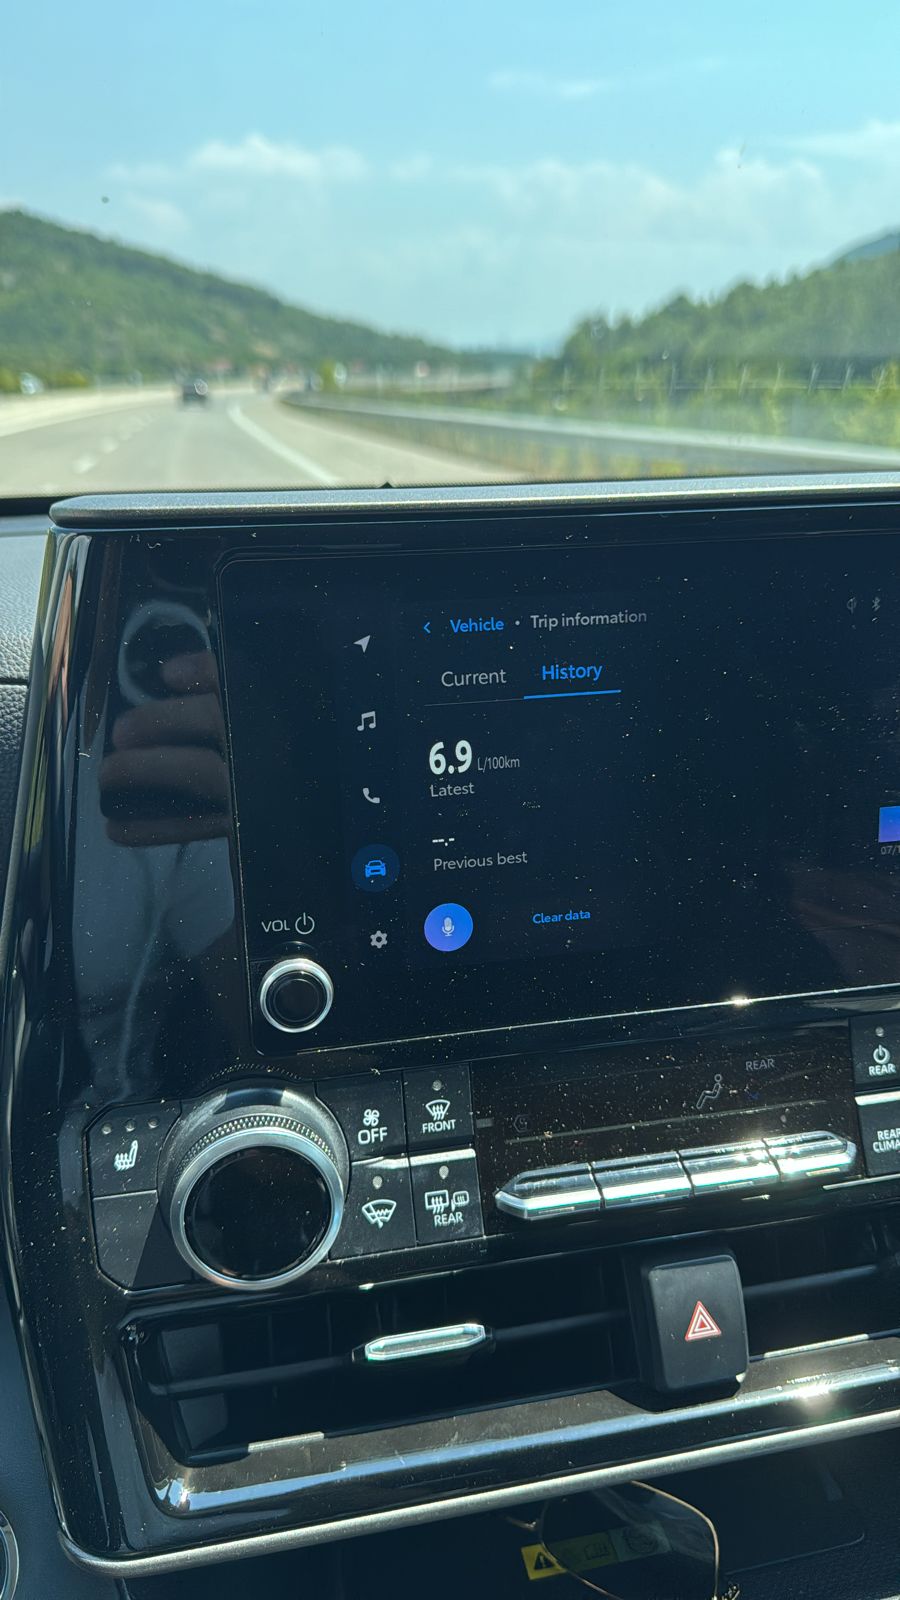 Vehicle • Trip information
Current History
6.9 L/100km
Latest
--.-
Previous best
Clear data
VOL
REAR
REAR
OFF
FRONT
REAR
REAR